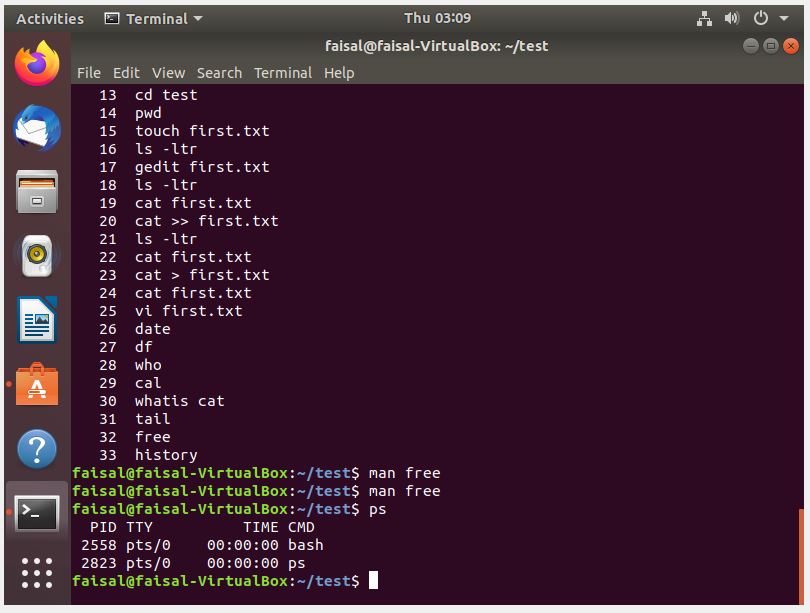 Activities Terminal Thu 03:09
faisal@faisal-VirtualBox: ~/test
File Edit View Search Terminal Help
   13  cd test
   14  pwd
   15  touch first.txt
   16  ls -ltr
   17  gedit first.txt
   18  ls -ltr
   19  cat first.txt
   20  cat >> first.txt
   21  ls -ltr
   22  cat first.txt
   23  cat > first.txt
   24  cat first.txt
   25  vi first.txt
   26  date
   27  df
   28  who
   29  cal
   30  whatis cat
   31  tail
   32  free
   33  history
faisal@faisal-VirtualBox:~/test$ man free
faisal@faisal-VirtualBox:~/test$ man free
faisal@faisal-VirtualBox:~/test$ ps
  PID TTY          TIME CMD
 2558 pts/0    00:00:00 bash
 2823 pts/0    00:00:00 ps
faisal@faisal-VirtualBox:~/test$